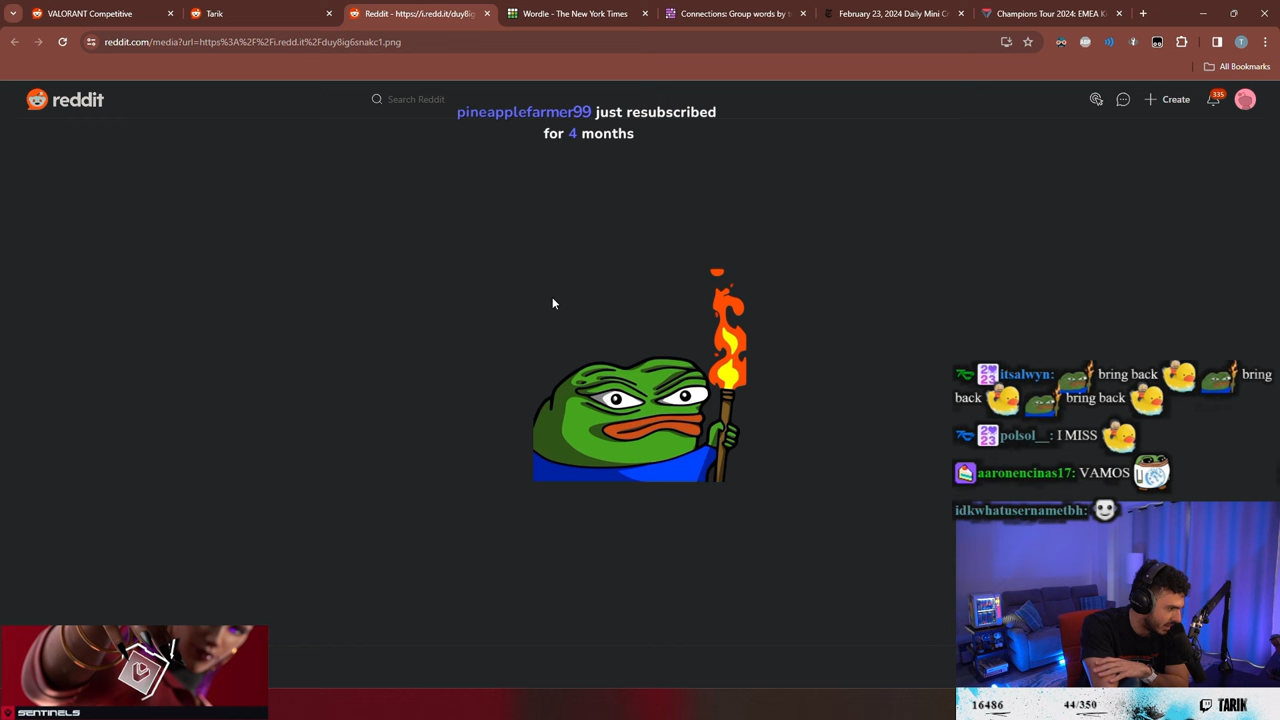 VALORANT Competitive
Tarik
Reddit - https://i.redd.it/duy8ig
Wordle - The New York Times
Connections: Group words by t
February 23, 2024 Daily Mini C
Champions Tour 2024: EMEA K
reddit.com/media?url=https%3A%2F%2Fi.redd.it%2Fduy8ig6snakc1.png
T
All Bookmarks
reddit
Search Reddit
Create
335
pineapplefarmer99 just resubscribed
for 4 months
itsalwyn: bring back bring
back bring back
polsol__: I MISS
aaronencinas17: VAMOS
idkwhatusernametbh:
SENTINELS
16486
44/350
TARIK